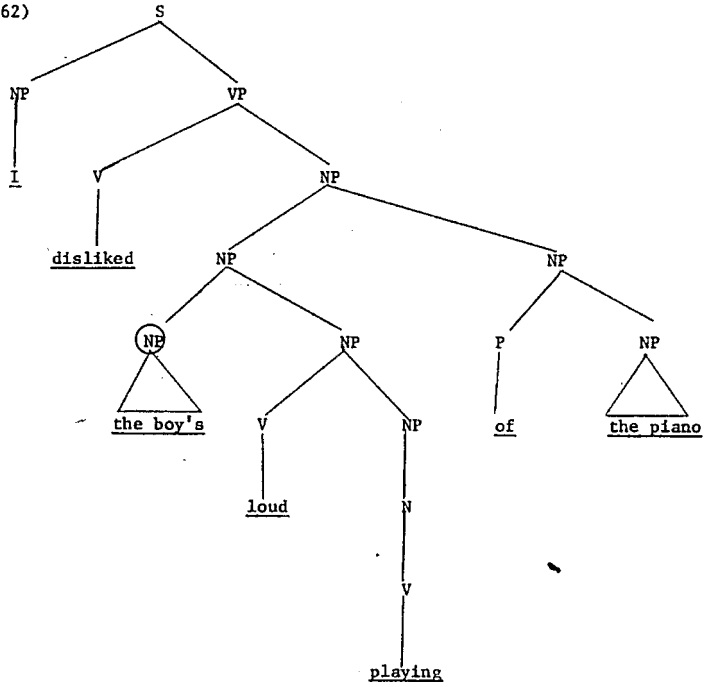 62) S
NP VP
I V NP
disliked NP NP
NP NP P NP
the boy's V NP of the piano
loud N
V
playing